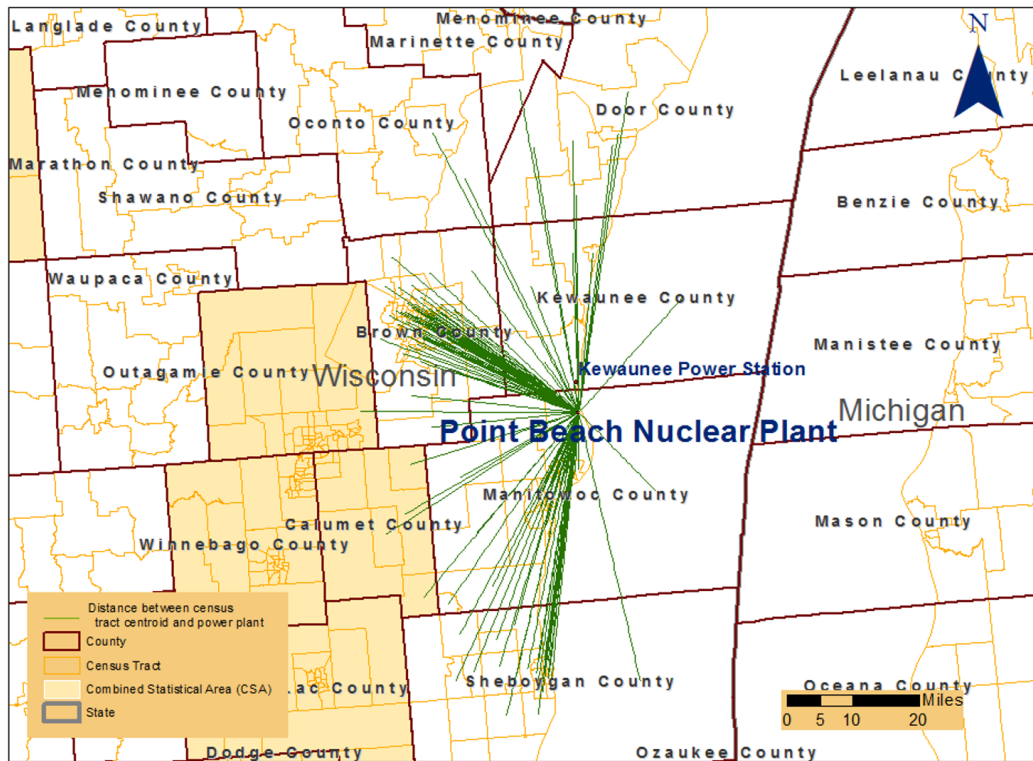 Menominee County
Langlade County
N
Marinette County
Leelanau County
Menominee County
Door County
Oconto County
Marathon County
Shawano County
Benzie County
Waupaca County
Kewaunee County
Brown County
Manistee County
Outagamie County
Wisconsin
Kewaunee Power Station
Michigan
Point Beach Nuclear Plant
Manitowoc County
Calumet County
Mason County
Winnebago County
Distance between census
tract centroid and power plant
County
Census Tract
Combined Statistical Area (CSA)
State
Lac County
Sheboygan County
Oceana County
Miles
0 5 10 20
Dodge County
Ozaukee County